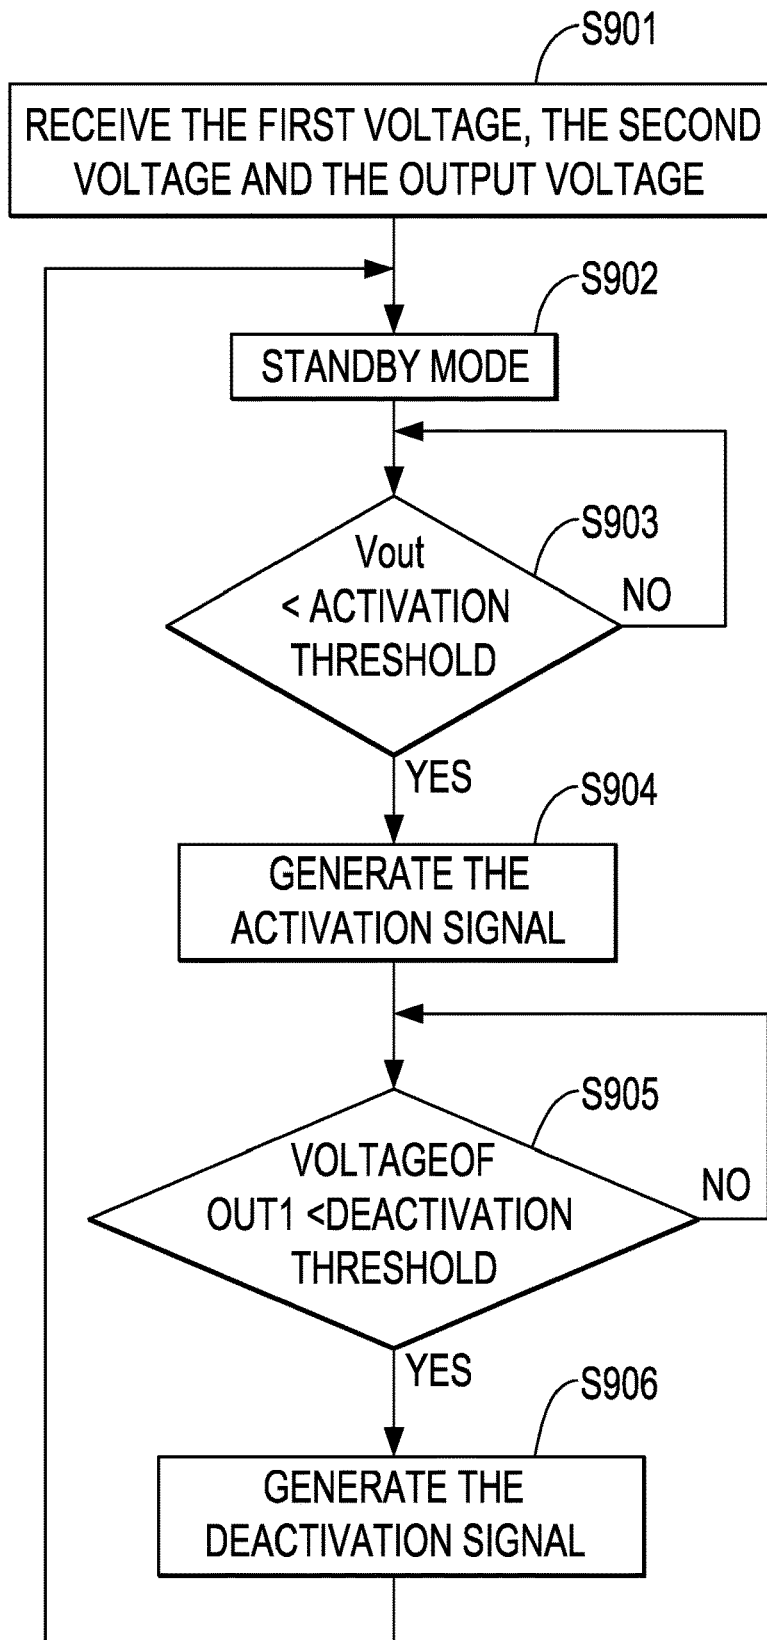 S901
RECEIVE THE FIRST VOLTAGE, THE SECOND
VOLTAGE AND THE OUTPUT VOLTAGE
S902
STANDBY MODE
S903
Vout
< ACTIVATION
THRESHOLD
NO
YES
S904
GENERATE THE
ACTIVATION SIGNAL
S905
VOLTAGEOF
OUT1 <DEACTIVATION
THRESHOLD
NO
YES
S906
GENERATE THE
DEACTIVATION SIGNAL